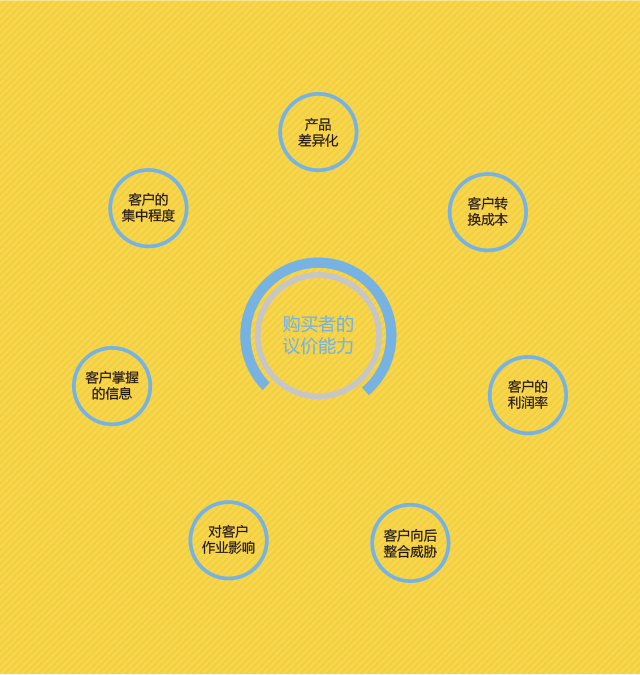 产品
差异化
客户的
集中程度
客户转
换成本
购买者的
议价能力
客户掌握
的信息
客户的
利润率
对客户
作业影响
客户向后
整合威胁